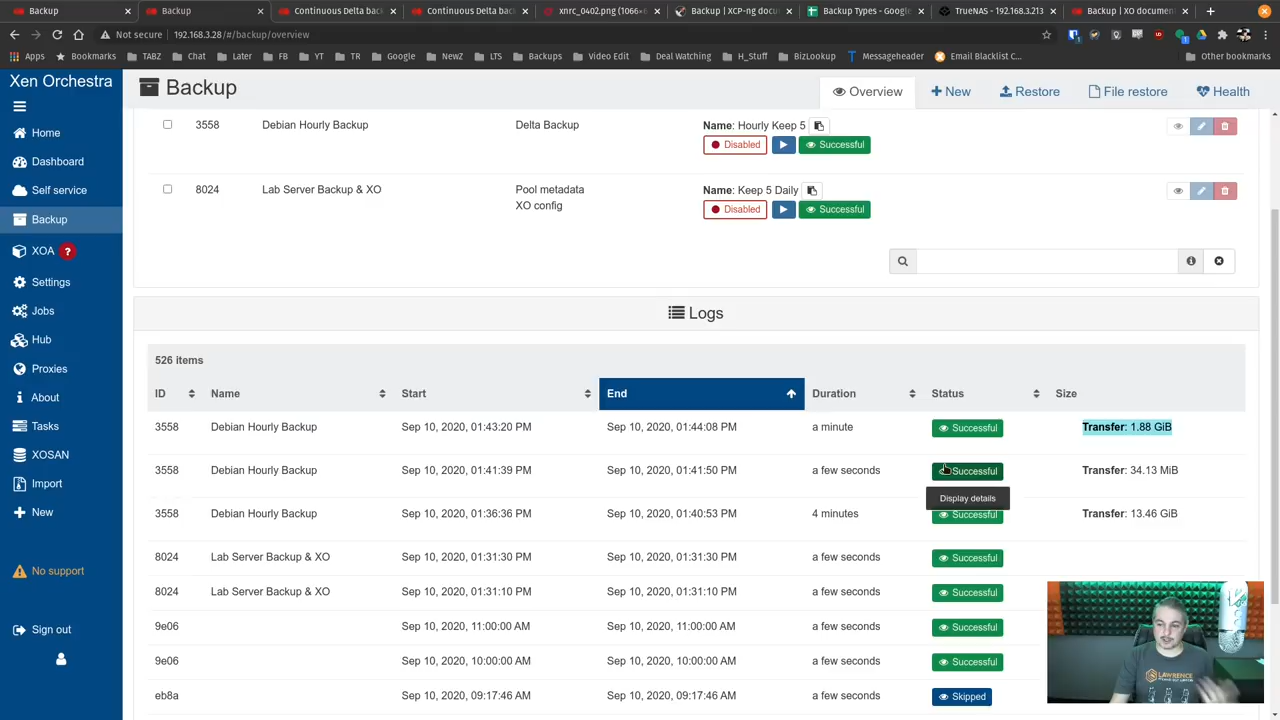 Backup
Backup
Continuous Delta bac
Continuous Delta bac
xnrc_0402.png (1066×6
Backup | XCP-ng docu
Backup Types - Google
TrueNAS - 192.168.3.213
Backup | XO document
Not secure | 192.168.3.28/#/backup/overview
Apps Bookmarks TABZ Chat Later FB YT TR Google NewZ LTS Backups Video Edit Deal Watching H_Stuff BizLookup Messageheader Email Blacklist C... Other bookmarks
Xen Orchestra
Backup
Overview
New
Restore
File restore
Health
Home
Dashboard
Self service
Backup
XOA ?
Settings
Jobs
Hub
Proxies
About
Tasks
XOSAN
Import
New
No support
Sign out
3558 Debian Hourly Backup Delta Backup Name: Hourly Keep 5
Disabled Successful
8024 Lab Server Backup & XO Pool metadata Name: Keep 5 Daily
XO config Disabled Successful
Logs
526 items
ID Name Start End Duration Status Size
3558 Debian Hourly Backup Sep 10, 2020, 01:43:20 PM Sep 10, 2020, 01:44:08 PM a minute Successful Transfer: 1.88 GiB
3558 Debian Hourly Backup Sep 10, 2020, 01:41:39 PM Sep 10, 2020, 01:41:50 PM a few seconds Successful Transfer: 34.13 MiB
Display details
3558 Debian Hourly Backup Sep 10, 2020, 01:36:36 PM Sep 10, 2020, 01:40:53 PM 4 minutes Successful Transfer: 13.46 GiB
8024 Lab Server Backup & XO Sep 10, 2020, 01:31:30 PM Sep 10, 2020, 01:31:30 PM a few seconds Successful
8024 Lab Server Backup & XO Sep 10, 2020, 01:31:10 PM Sep 10, 2020, 01:31:10 PM a few seconds Successful
9e06 Sep 10, 2020, 11:00:00 AM Sep 10, 2020, 11:00:00 AM a few seconds Successful
9e06 Sep 10, 2020, 10:00:00 AM Sep 10, 2020, 10:00:00 AM a few seconds Successful
eb8a Sep 10, 2020, 09:17:46 AM Sep 10, 2020, 09:17:46 AM a few seconds Skipped
LAWRENCE